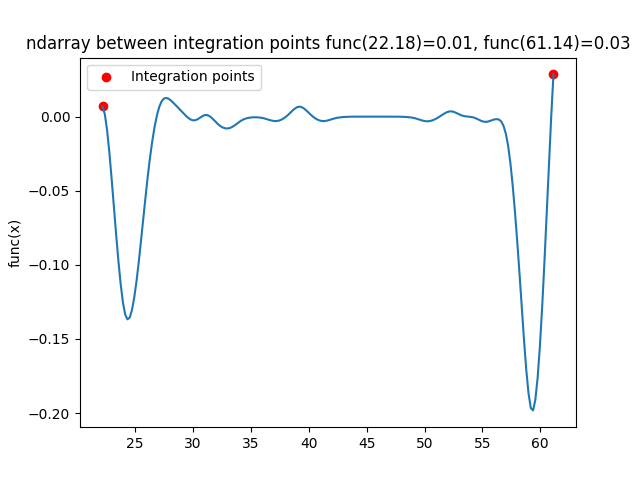 ndarray between integration points func(22.18)=0.01, func(61.14)=0.03
Integration points
func(x)
0.00
−0.05
−0.10
−0.15
−0.20
25 30 35 40 45 50 55 60